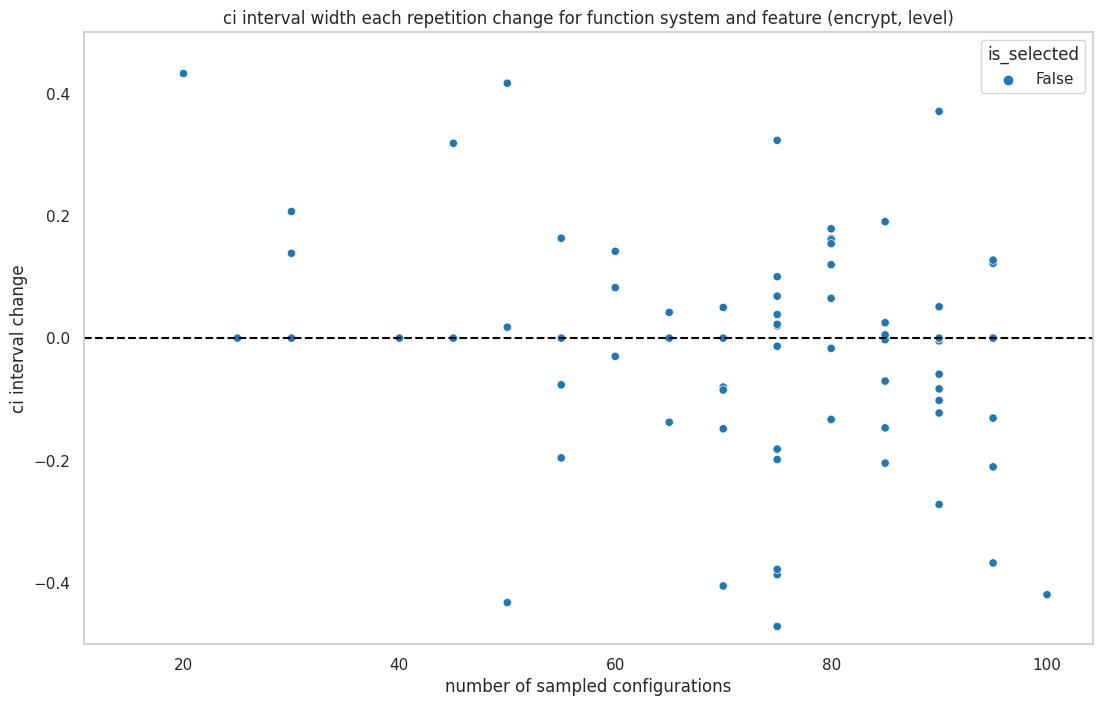 ci interval width each repetition change for function system and feature (encrypt, level)
is_selected
False
ci interval change
0.4
0.2
0.0
−0.2
−0.4
20 40 60 80 100
number of sampled configurations